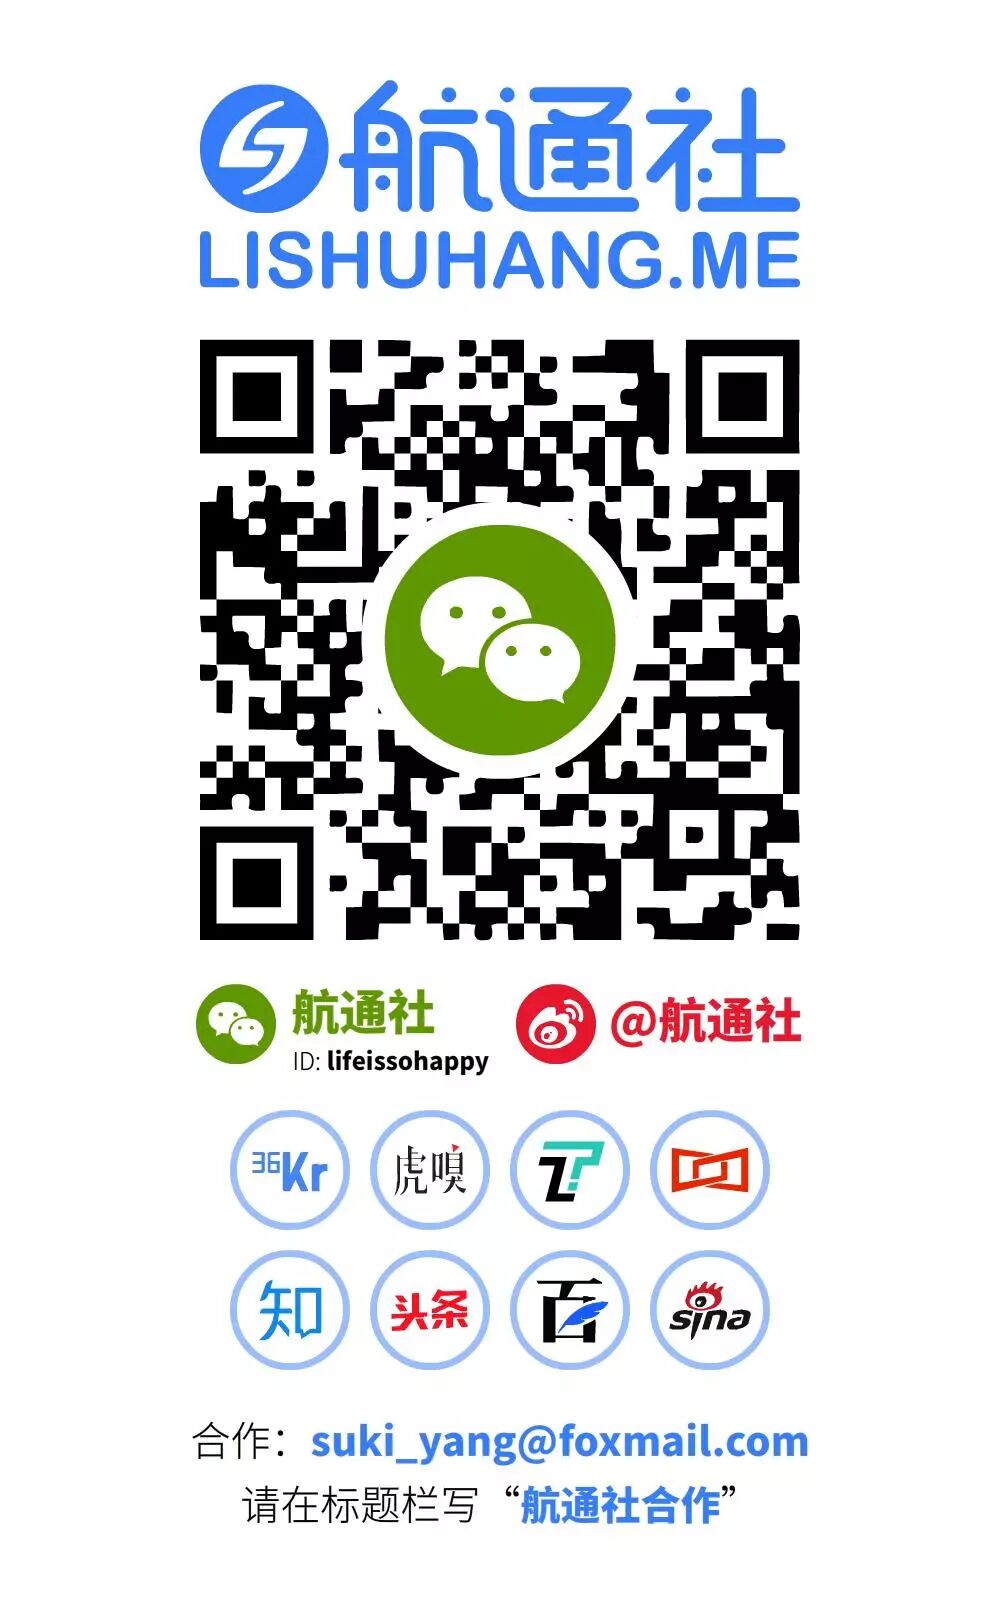 航通社
LISHUHANG.ME
航通社
ID: lifeissohappy
@航通社
36Kr
虎嗅
知
头条
百
sina
合作：suki_yang@foxmail.com
请在标题栏写“航通社合作”